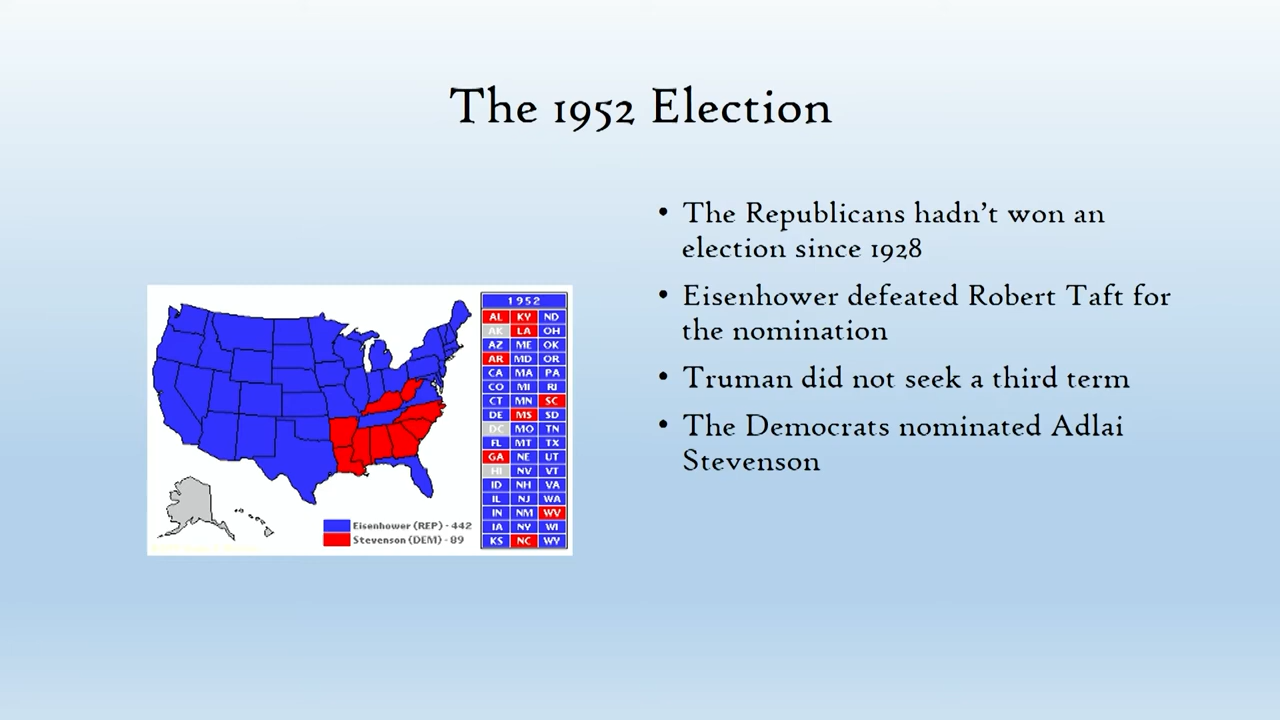 The 1952 Election
• The Republicans hadn't won an
election since 1928
• Eisenhower defeated Robert Taft for
the nomination
• Truman did not seek a third term
• The Democrats nominated Adlai
Stevenson
1952
AL KY ND
AK LA OH
AZ ME OK
AR MD OR
CA MA PA
CO MI RI
CT MN SC
DE MS SD
DC MO TN
FL MT TX
GA NE UT
HI NV VT
ID NH VA
IL NJ WA
IN NM WV
IA NY WI
KS NC WY
Eisenhower (REP) - 442
Stevenson (DEM) - 89